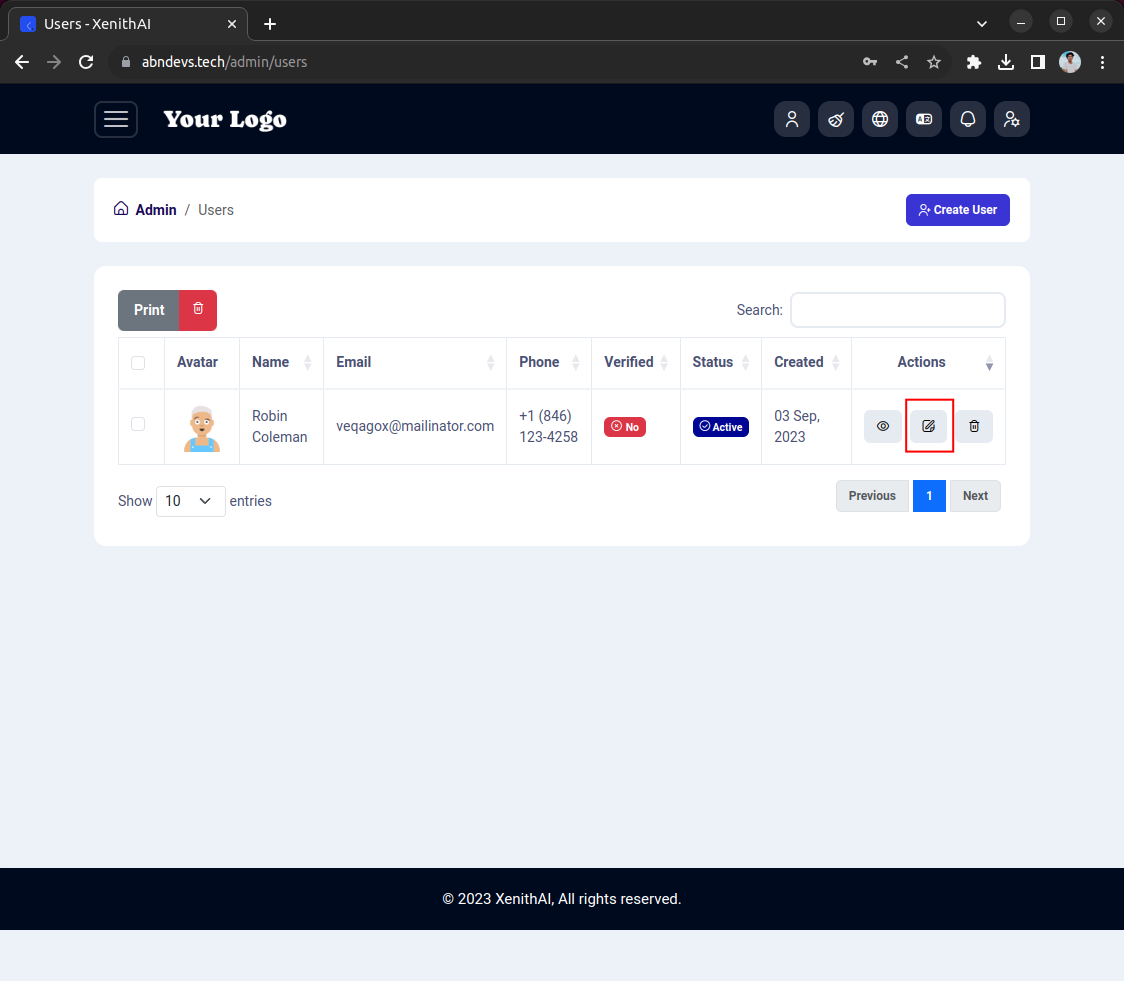 Users - XenithAI
abndevs.tech/admin/users
Your Logo
Admin / Users
Create User
Print
Search:
Avatar Name Email Phone Verified Status Created Actions
Robin Coleman veqagox@mailinator.com +1 (846) 123-4258 No Active 03 Sep, 2023
Show 10 entries
Previous 1 Next
© 2023 XenithAI, All rights reserved.